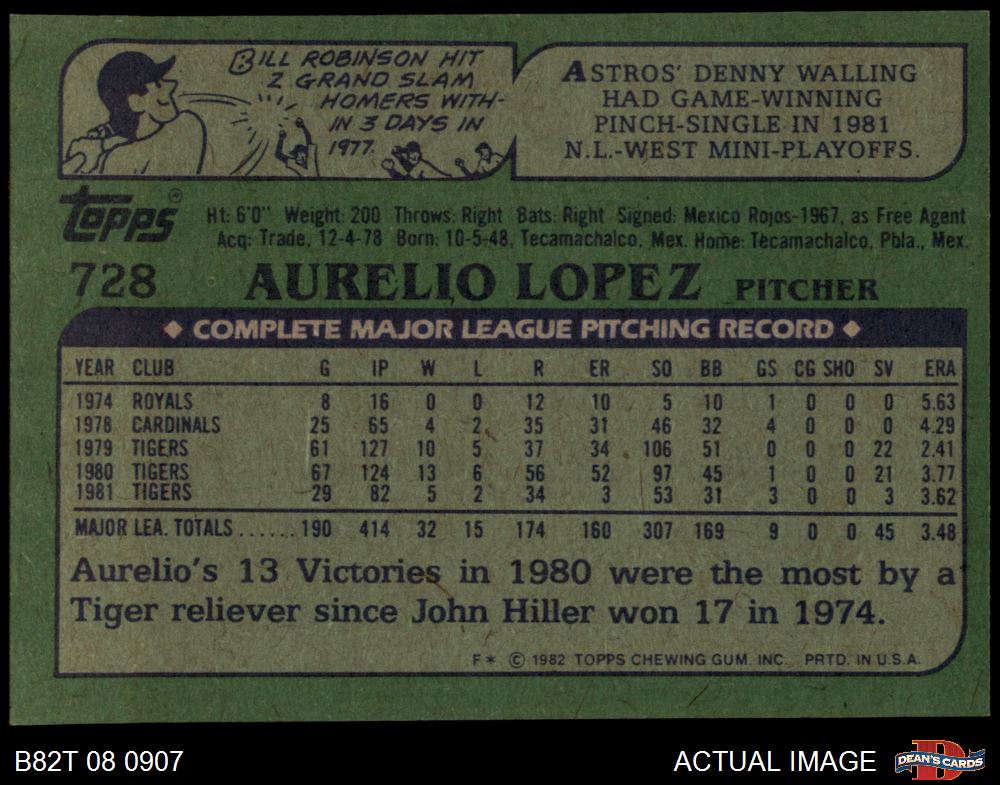 BILL ROBINSON HIT
2 GRAND SLAM
HOMERS WITH-
IN 3 DAYS IN
1977.
ASTROS' DENNY WALLING
HAD GAME-WINNING
PINCH-SINGLE IN 1981
N.L.-WEST MINI-PLAYOFFS.
topps®
Ht: 6'0" Weight: 200 Throws: Right Bats: Right Signed: Mexico Rojos-1967, as Free Agent
Acq: Trade, 12-4-78 Born: 10-5-48, Tecamachalco, Mex. Home: Tecamachalco, Pbla., Mex.
728 AURELIO LOPEZ PITCHER
◆ COMPLETE MAJOR LEAGUE PITCHING RECORD ◆
YEAR CLUB G IP W L R ER SO BB GS CG SHO SV ERA
1974 ROYALS 8 16 0 0 12 10 5 10 1 0 0 0 5.63
1978 CARDINALS 25 65 4 2 35 31 46 32 4 0 0 0 4.29
1979 TIGERS 61 127 10 5 37 34 106 51 0 0 0 22 2.41
1980 TIGERS 67 124 13 6 56 52 97 45 1 0 0 21 3.77
1981 TIGERS 29 82 5 2 34 3 53 31 3 0 0 3 3.62
MAJOR LEA. TOTALS...... 190 414 32 15 174 160 307 169 9 0 0 45 3.48
Aurelio's 13 Victories in 1980 were the most by a
Tiger reliever since John Hiller won 17 in 1974.
F* © 1982 TOPPS CHEWING GUM, INC. PRTD. IN U.S.A.
B82T 08 0907
ACTUAL IMAGE
DEAN'S CARDS